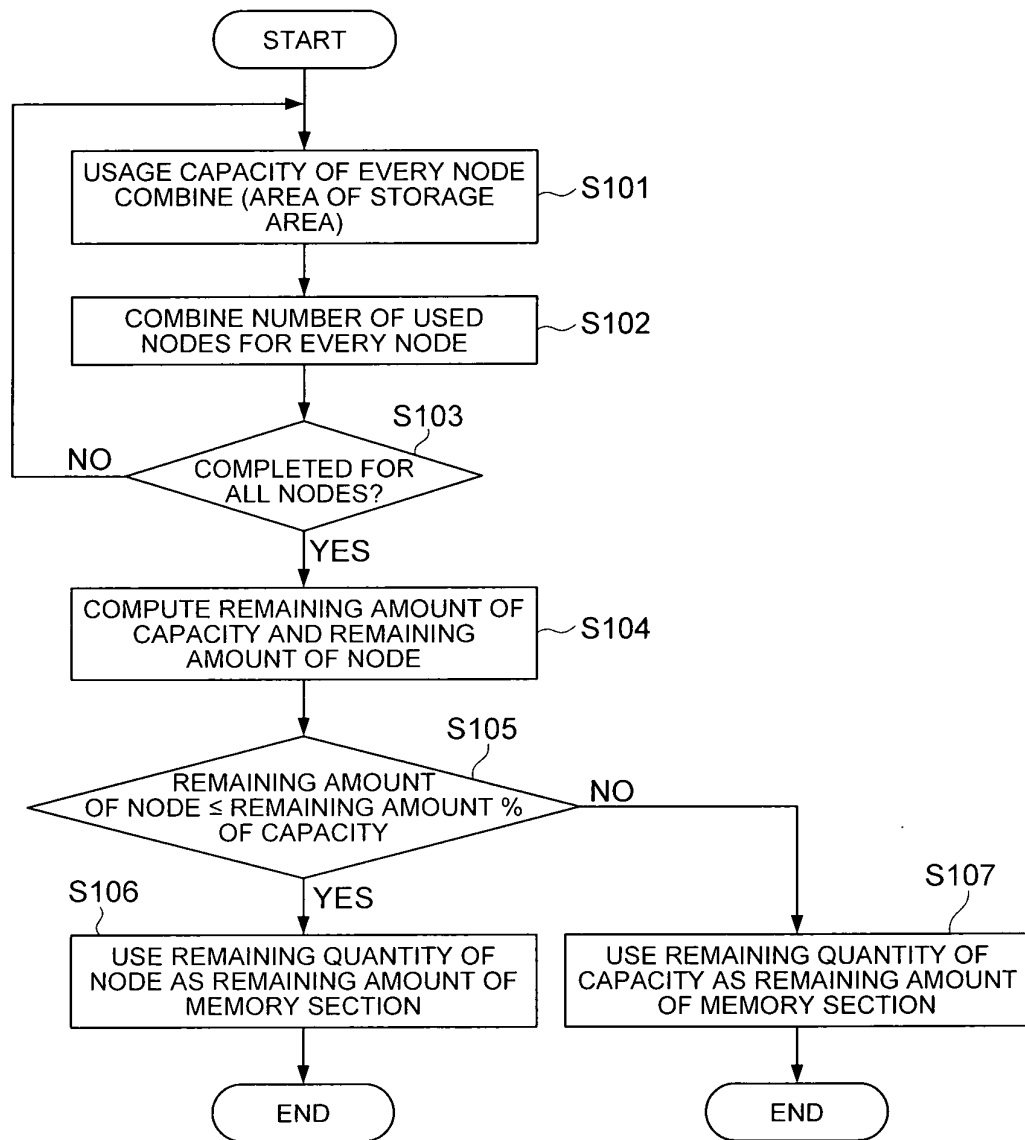 START
USAGE CAPACITY OF EVERY NODE
COMBINE (AREA OF STORAGE
AREA)
S101
COMBINE NUMBER OF USED
NODES FOR EVERY NODE
S102
S103
NO
COMPLETED FOR
ALL NODES?
YES
COMPUTE REMAINING AMOUNT OF
CAPACITY AND REMAINING
AMOUNT OF NODE
S104
S105
REMAINING AMOUNT
OF NODE ≤ REMAINING AMOUNT %
OF CAPACITY
NO
YES
S106
USE REMAINING QUANTITY OF
NODE AS REMAINING AMOUNT OF
MEMORY SECTION
S107
USE REMAINING QUANTITY OF
CAPACITY AS REMAINING AMOUNT
OF MEMORY SECTION
END
END